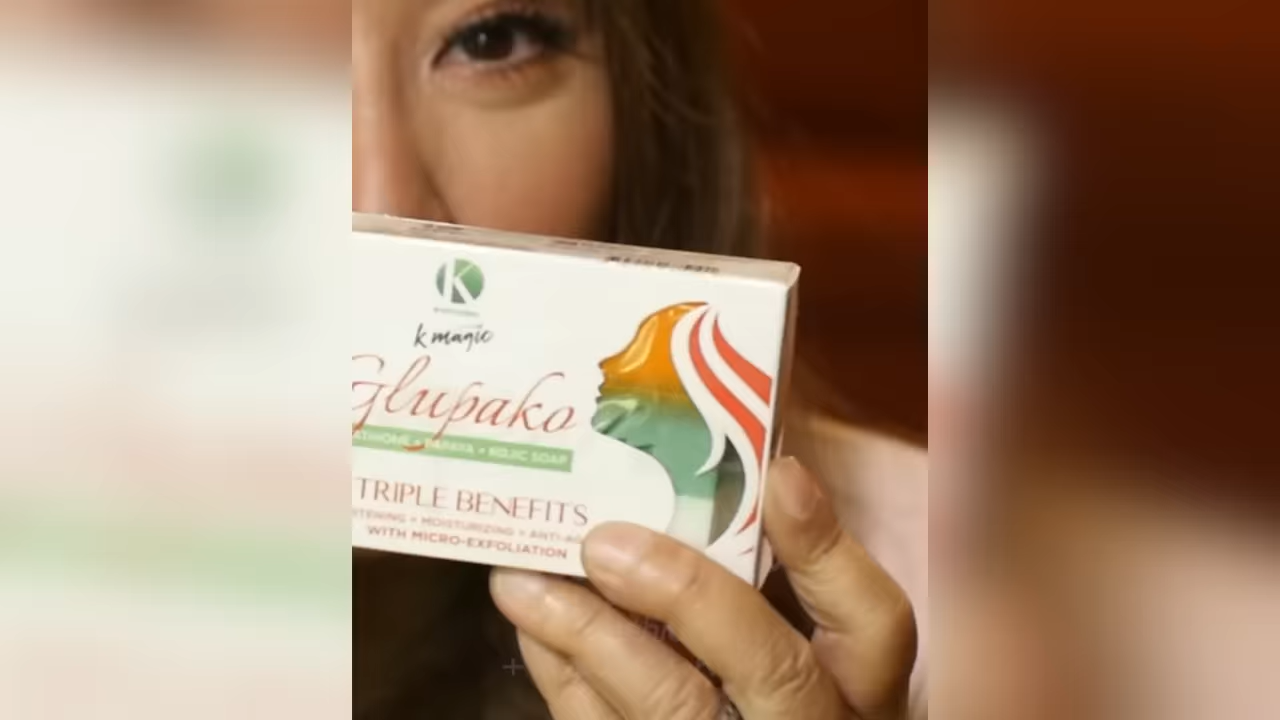 K
k magic
Glupako
PAPAYA • KOJIC SOAP
TRIPLE BENEFITS
• MOISTURIZING •
WITH MICRO-EXFOLIATION